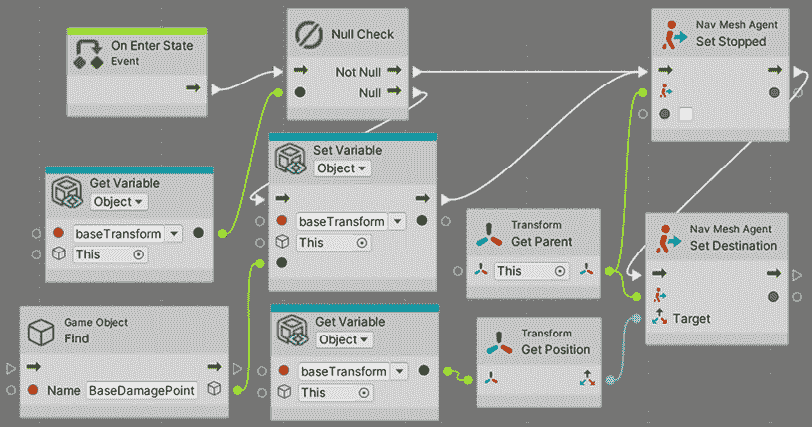 On Enter State
Event
Null Check
Not Null
Null
Nav Mesh Agent
Set Stopped
Get Variable
Object
baseTransform
This
Set Variable
Object
baseTransform
This
Transform
Get Parent
This
Nav Mesh Agent
Set Destination
Target
Game Object
Find
Name BaseDamagePoint
Get Variable
Object
baseTransform
This
Transform
Get Position